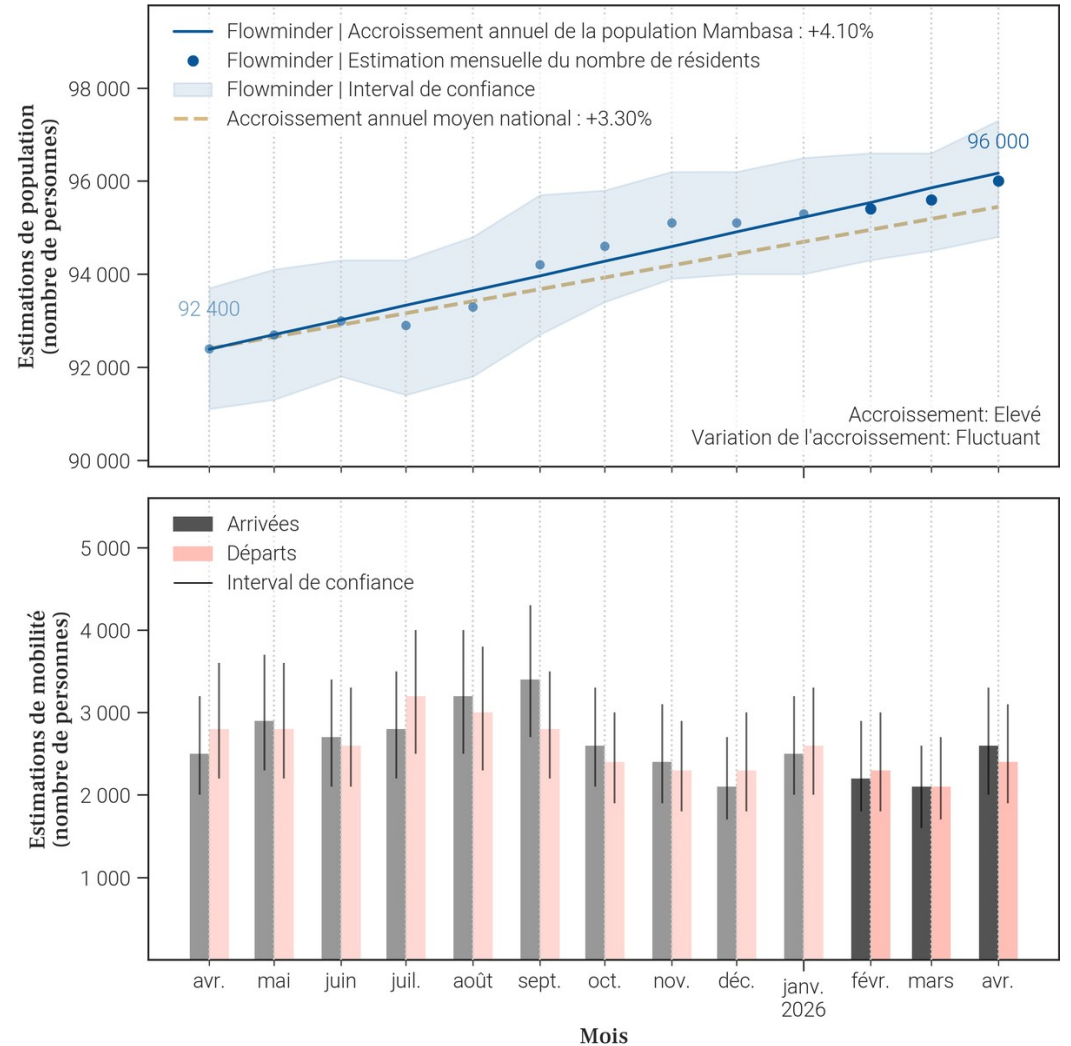 Flowminder | Accroissement annuel de la population Mambasa : +4.10%
Flowminder | Estimation mensuelle du nombre de résidents
Flowminder | Interval de confiance
Accroissement annuel moyen national : +3.30%
Estimations de population
(nombre de personnes)
98 000
96 000
94 000
92 000
90 000
92 400
96 000
Accroissement: Elevé
Variation de l'accroissement: Fluctuant
Arrivées
Départs
Interval de confiance
Estimations de mobilité
(nombre de personnes)
5 000
4 000
3 000
2 000
1 000
avr. mai juin juil. août sept. oct. nov. déc. janv. févr. mars avr.
2026
Mois